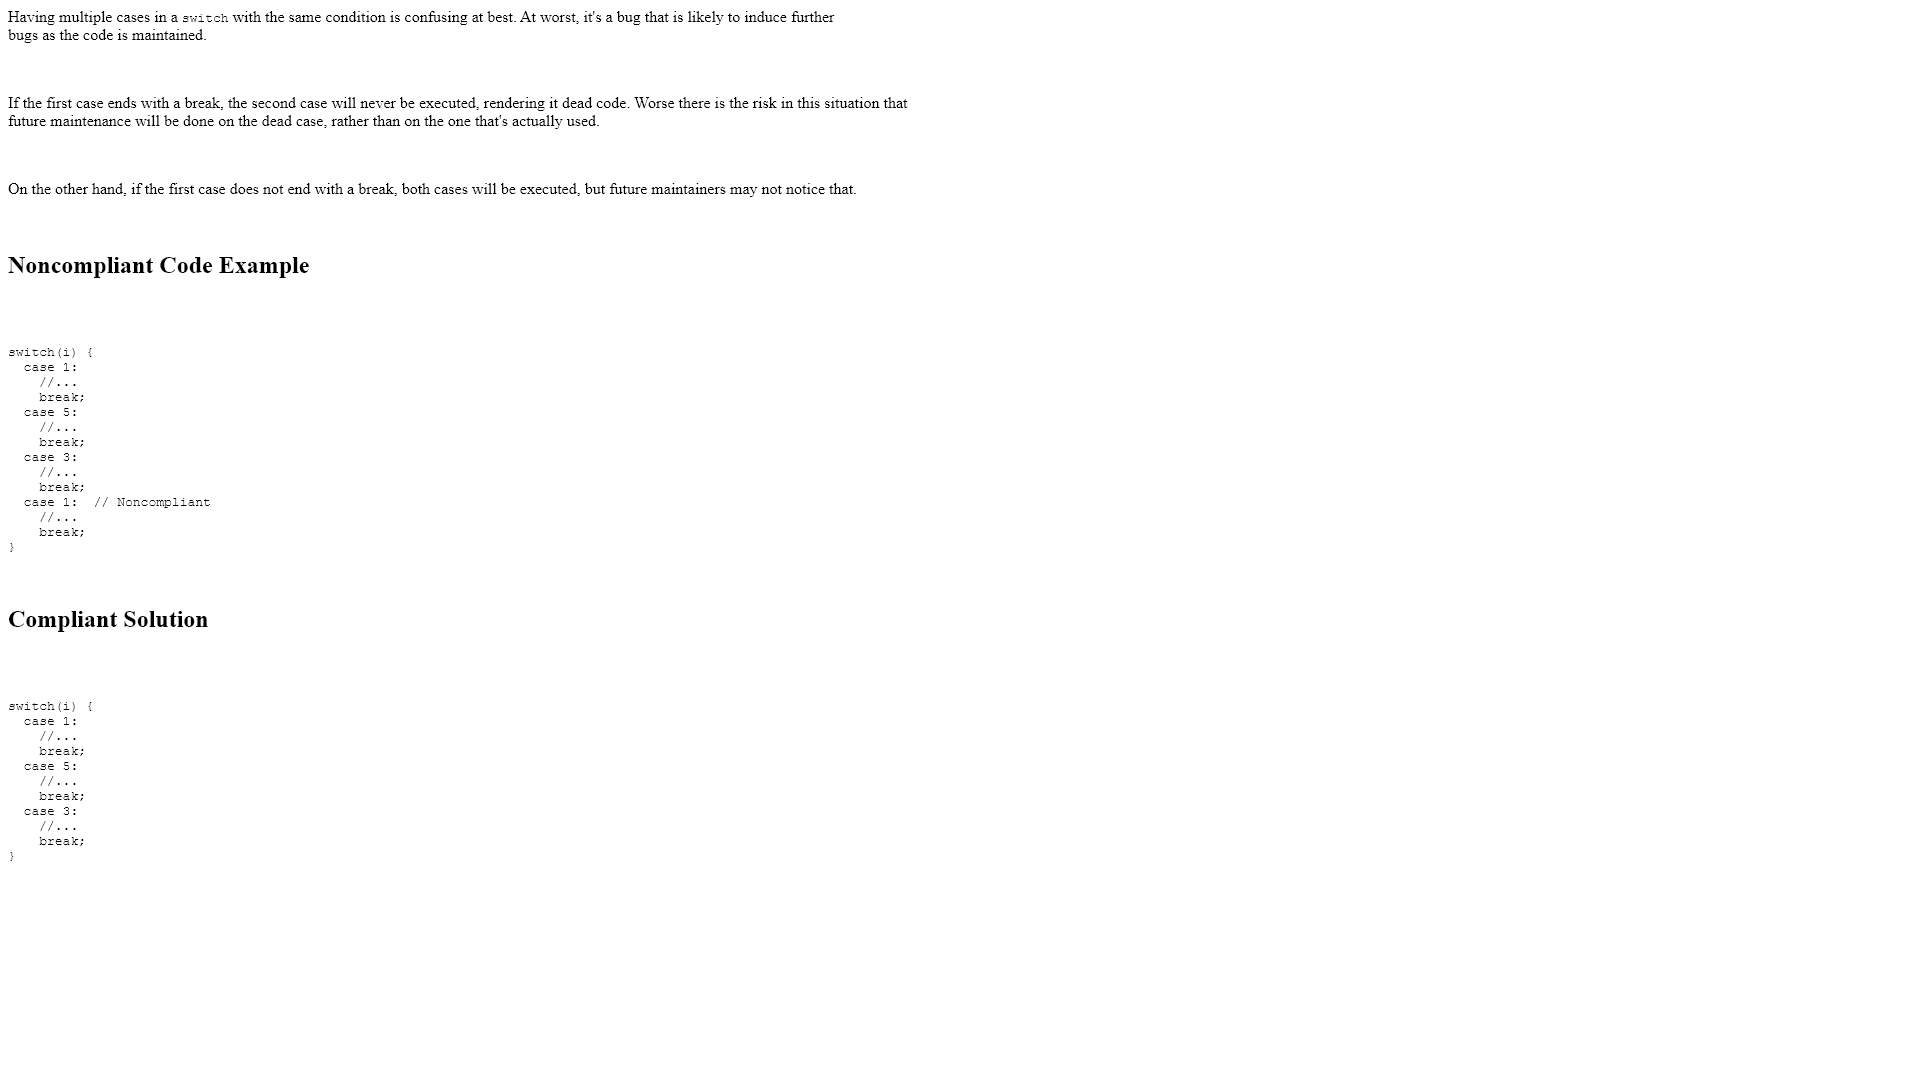 Having multiple cases in a switch with the same condition is confusing at best. At worst, it's a bug that is likely to induce further
bugs as the code is maintained.
If the first case ends with a break, the second case will never be executed, rendering it dead code. Worse there is the risk in this situation that
future maintenance will be done on the dead case, rather than on the one that's actually used.
On the other hand, if the first case does not end with a break, both cases will be executed, but future maintainers may not notice that.
Noncompliant Code Example
switch(i) {
  case 1:
    //...
    break;
  case 5:
    //...
    break;
  case 3:
    //...
    break;
  case 1:  // Noncompliant
    //...
    break;
}
Compliant Solution
switch(i) {
  case 1:
    //...
    break;
  case 5:
    //...
    break;
  case 3:
    //...
    break;
}